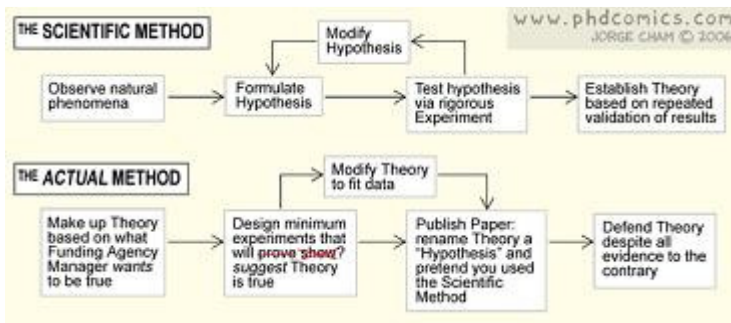 www.phdcomics.com
JORGE CHAM © 2006
THE SCIENTIFIC METHOD
Modify
Hypothesis
Observe natural
phenomena
Formulate
Hypothesis
Test hypothesis
via rigorous
Experiment
Establish Theory
based on repeated
validation of results
THE ACTUAL METHOD
Modify Theory
to fit data
Make up Theory
based on what
Funding Agency
Manager wants
to be true
Design minimum
experiments that
will prove show?
suggest Theory
is true
Publish Paper:
rename Theory a
"Hypothesis" and
pretend you used
the Scientific
Method
Defend Theory
despite all
evidence to the
contrary